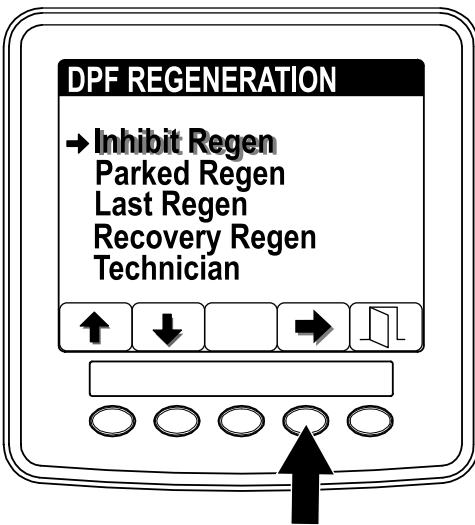 DPF REGENERATION
Inhibit Regen
Parked Regen
Last Regen
Recovery Regen
Technician